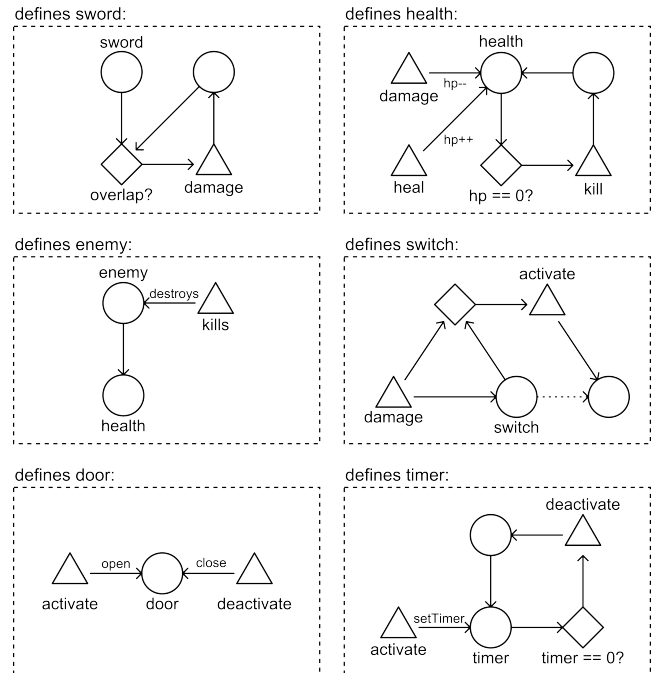 defines sword:
sword
overlap?
damage
defines health:
health
damage
hp--
hp++
heal
hp == 0?
kill
defines enemy:
enemy
destroys
kills
health
defines switch:
activate
damage
switch
defines door:
open
close
activate
door
deactivate
defines timer:
deactivate
setTimer
activate
timer
timer == 0?